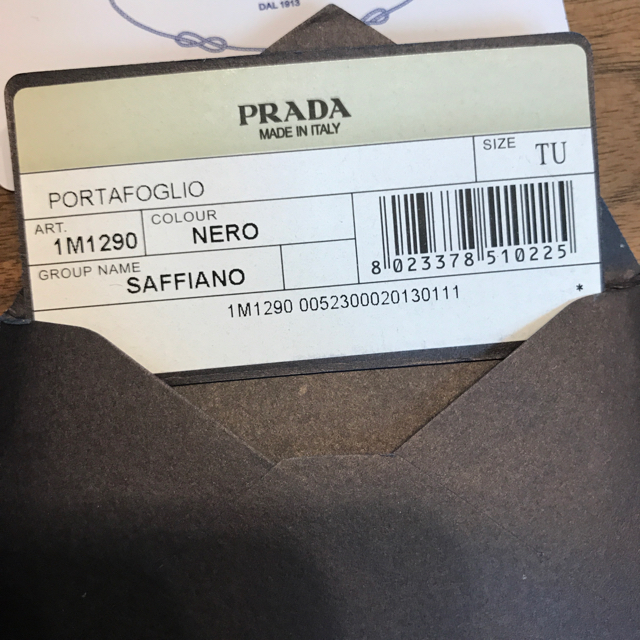 DAL 1913
PRADA
MADE IN ITALY
PORTAFOGLIO
SIZE TU
ART. 1M1290
COLOUR NERO
GROUP NAME SAFFIANO
8 023378 510225
1M1290 0052300020130111 *